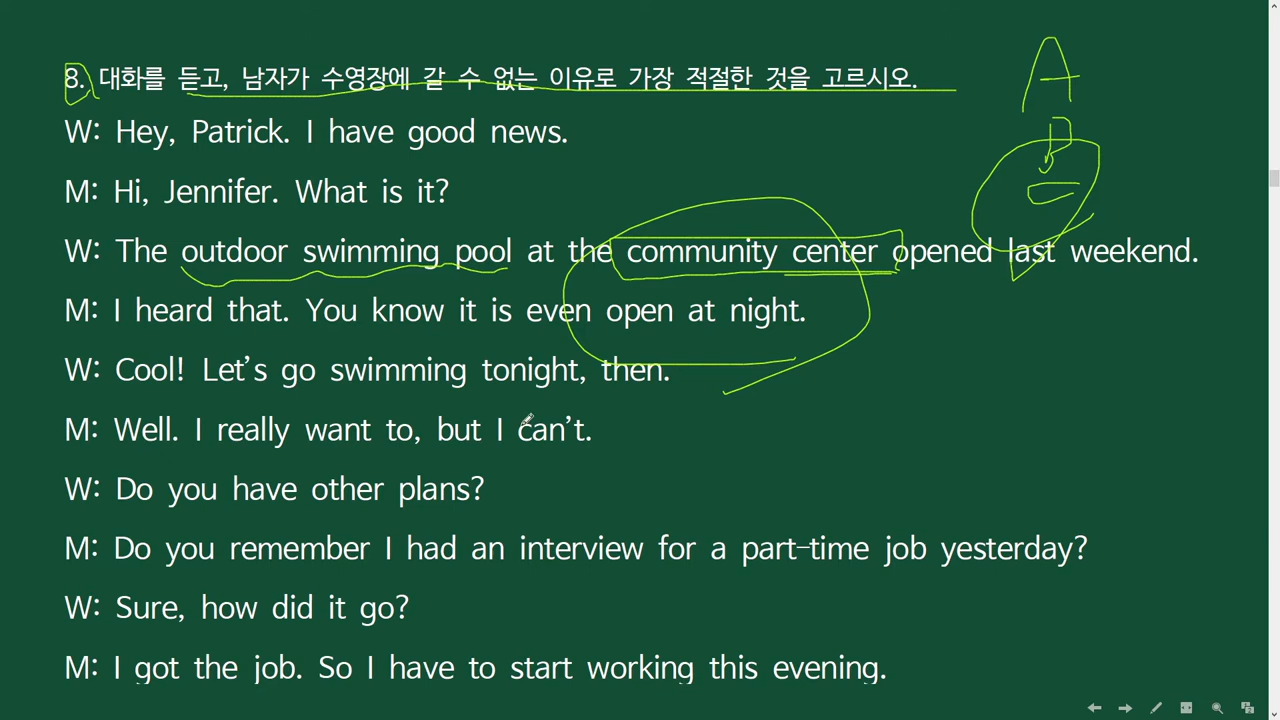 8. 대화를 듣고, 남자가 수영장에 갈 수 없는 이유로 가장 적절한 것을 고르시오.
A
W: Hey, Patrick. I have good news.
B
M: Hi, Jennifer. What is it?
W: The outdoor swimming pool at the community center opened last weekend.
M: I heard that. You know it is even open at night.
W: Cool! Let's go swimming tonight, then.
M: Well. I really want to, but I can't.
W: Do you have other plans?
M: Do you remember I had an interview for a part-time job yesterday?
W: Sure, how did it go?
M: I got the job. So I have to start working this evening.